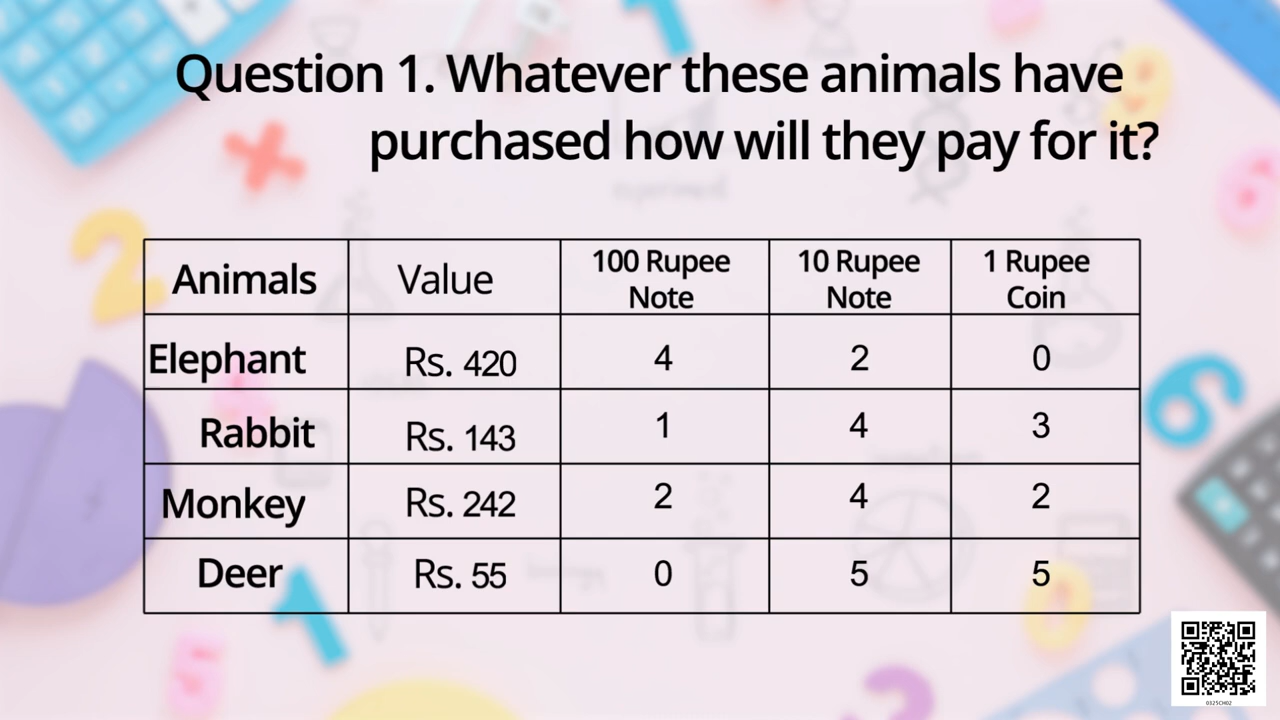 Question 1. Whatever these animals have
purchased how will they pay for it?
Animals Value 100 Rupee Note 10 Rupee Note 1 Rupee Coin
Elephant Rs. 420 4 2 0
Rabbit Rs. 143 1 4 3
Monkey Rs. 242 2 4 2
Deer Rs. 55 0 5 5
0325CH02